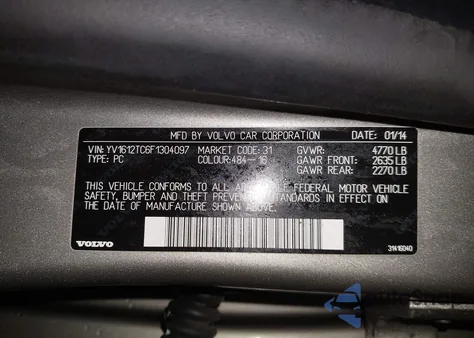 MFD BY VOLVO CAR CORPORATION DATE: 01/14
VIN: YV1612TC6F1304097 MARKET CODE: 31 GVWR: 4770 LB
TYPE: PC COLOUR: 484-16 GAWR FRONT: 2635 LB
GAWR REAR: 2270 LB
THIS VEHICLE CONFORMS TO ALL APPLICABLE FEDERAL MOTOR VEHICLE
SAFETY, BUMPER AND THEFT PREVENTION STANDARDS IN EFFECT ON
THE DATE OF MANUFACTURE SHOWN ABOVE.
VOLVO 31416040